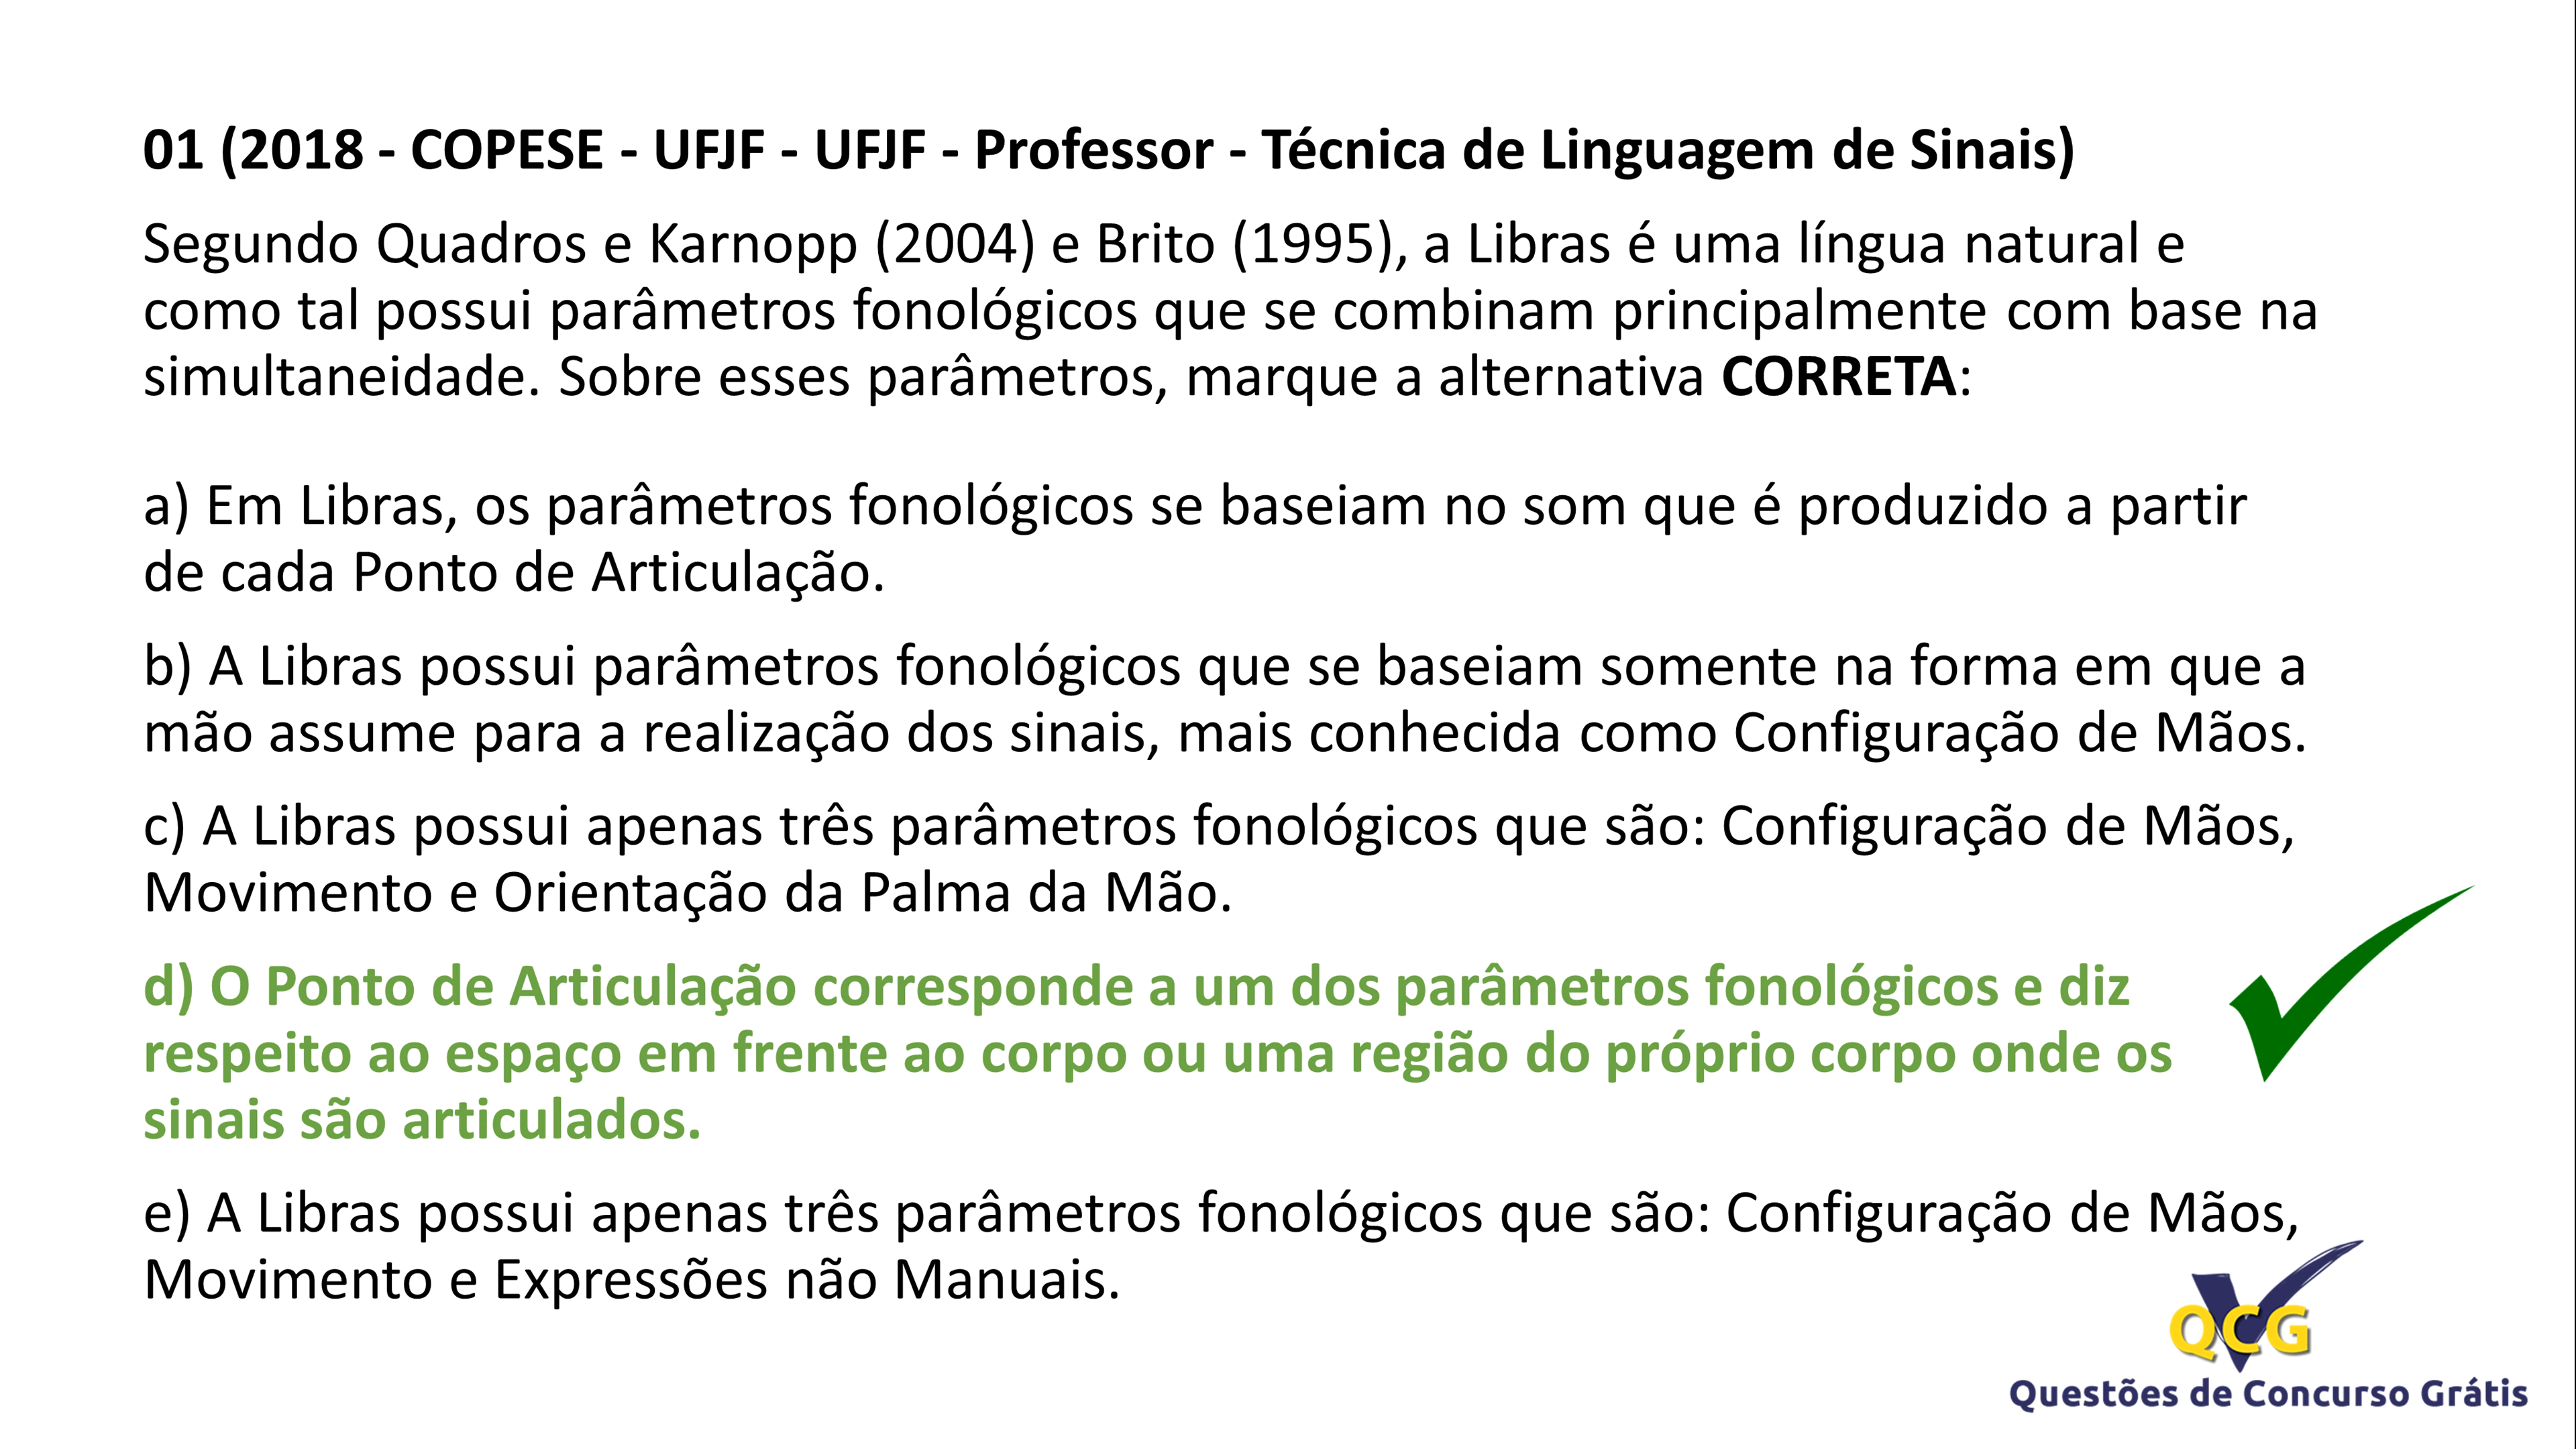 01 (2018 - COPESE - UFJF - UFJF - Professor - Técnica de Linguagem de Sinais)
Segundo Quadros e Karnopp (2004) e Brito (1995), a Libras é uma língua natural e
como tal possui parâmetros fonológicos que se combinam principalmente com base na
simultaneidade. Sobre esses parâmetros, marque a alternativa CORRETA:
a) Em Libras, os parâmetros fonológicos se baseiam no som que é produzido a partir
de cada Ponto de Articulação.
b) A Libras possui parâmetros fonológicos que se baseiam somente na forma em que a
mão assume para a realização dos sinais, mais conhecida como Configuração de Mãos.
c) A Libras possui apenas três parâmetros fonológicos que são: Configuração de Mãos,
Movimento e Orientação da Palma da Mão.
d) O Ponto de Articulação corresponde a um dos parâmetros fonológicos e diz
respeito ao espaço em frente ao corpo ou uma região do próprio corpo onde os
sinais são articulados.
e) A Libras possui apenas três parâmetros fonológicos que são: Configuração de Mãos,
Movimento e Expressões não Manuais.
QCG
Questões de Concurso Grátis